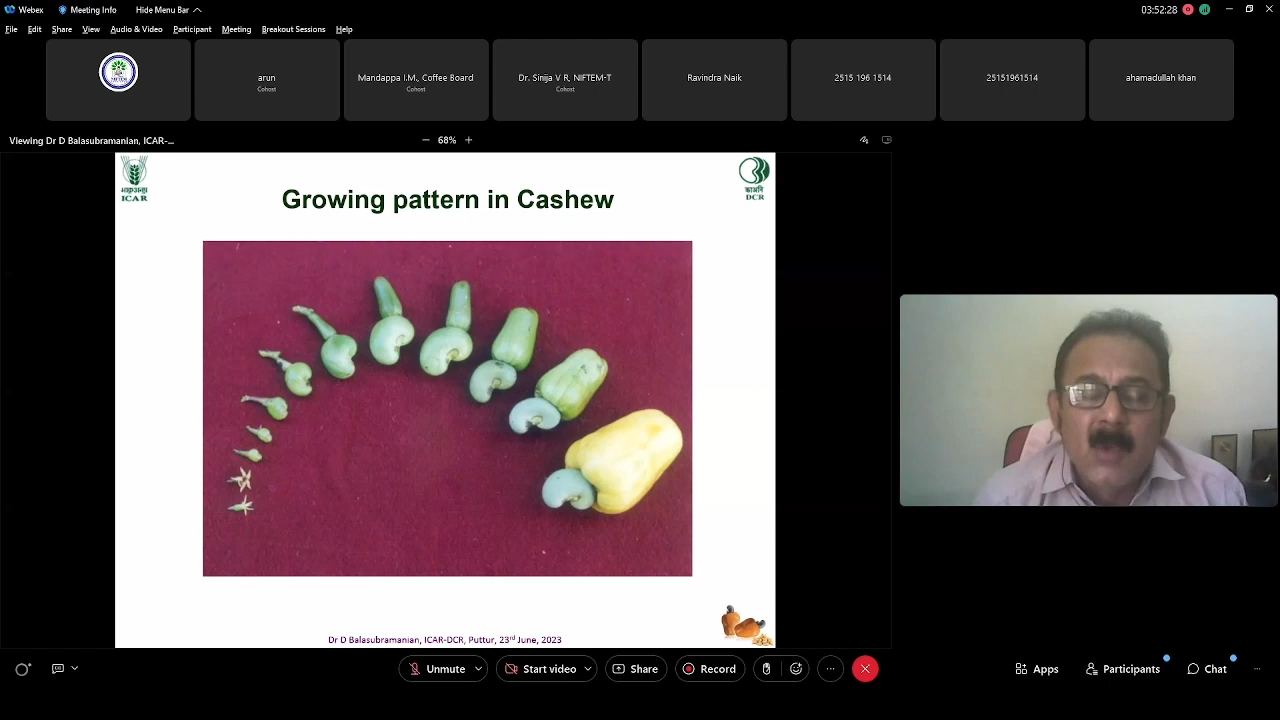 Webex
Meeting Info
Hide Menu Bar
03:52:28
File Edit Share View Audio & Video Participant Meeting Breakout Sessions Help
arun
Cohost
Mandappa I.M., Coffee Board
Cohost
Dr. Sinija V R, NIFTEM-T
Cohost
Ravindra Naik
2515 196 1514
25151961514
ahamadullah khan
Viewing Dr D Balasubramanian, ICAR-...
68%
ICAR
DCR
Growing pattern in Cashew
Dr D Balasubramanian, ICAR-DCR, Puttur, 23rd June, 2023
Unmute
Start video
Share
Record
Apps
Participants
Chat